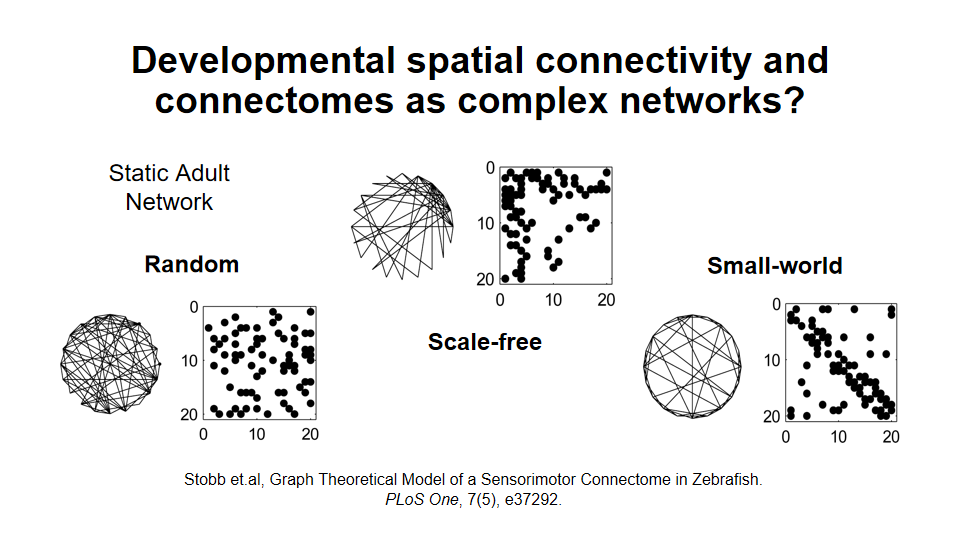 Developmental spatial connectivity and
connectomes as complex networks?
Static Adult
Network
0
10
20
0
10
20
Random
Small-world
0
10
20
0
10
20
Scale-free
0
10
20
0
10
20
Stobb et.al, Graph Theoretical Model of a Sensorimotor Connectome in Zebrafish.
PLoS One, 7(5), e37292.